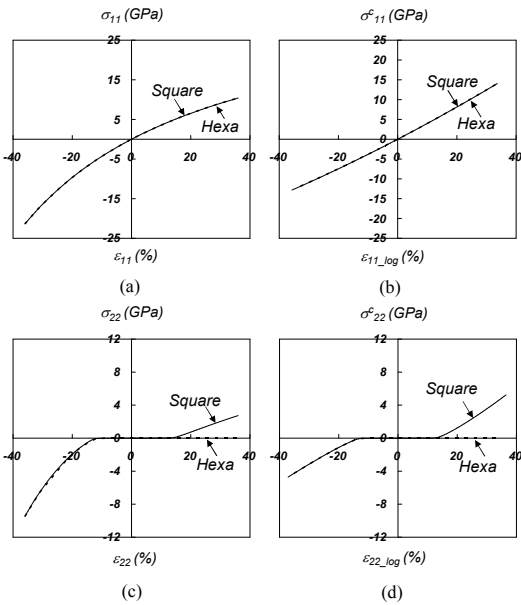 σ11 (GPa)
25
15
5
-5
-15
-25
-40 -20 0 20 40
Square
Hexa
ε11 (%)
(a)
σc11 (GPa)
25
20
15
10
5
0
-5
-10
-15
-20
-25
-40 -20 0 20 40
Square
Hexa
ε11_log (%)
(b)
σ22 (GPa)
12
8
4
0
-4
-8
-12
-40 -20 0 20 40
Square
Hexa
ε22 (%)
(c)
σc22 (GPa)
12
8
4
0
-4
-8
-12
-40 -20 0 20 40
Square
Hexa
ε22_log (%)
(d)